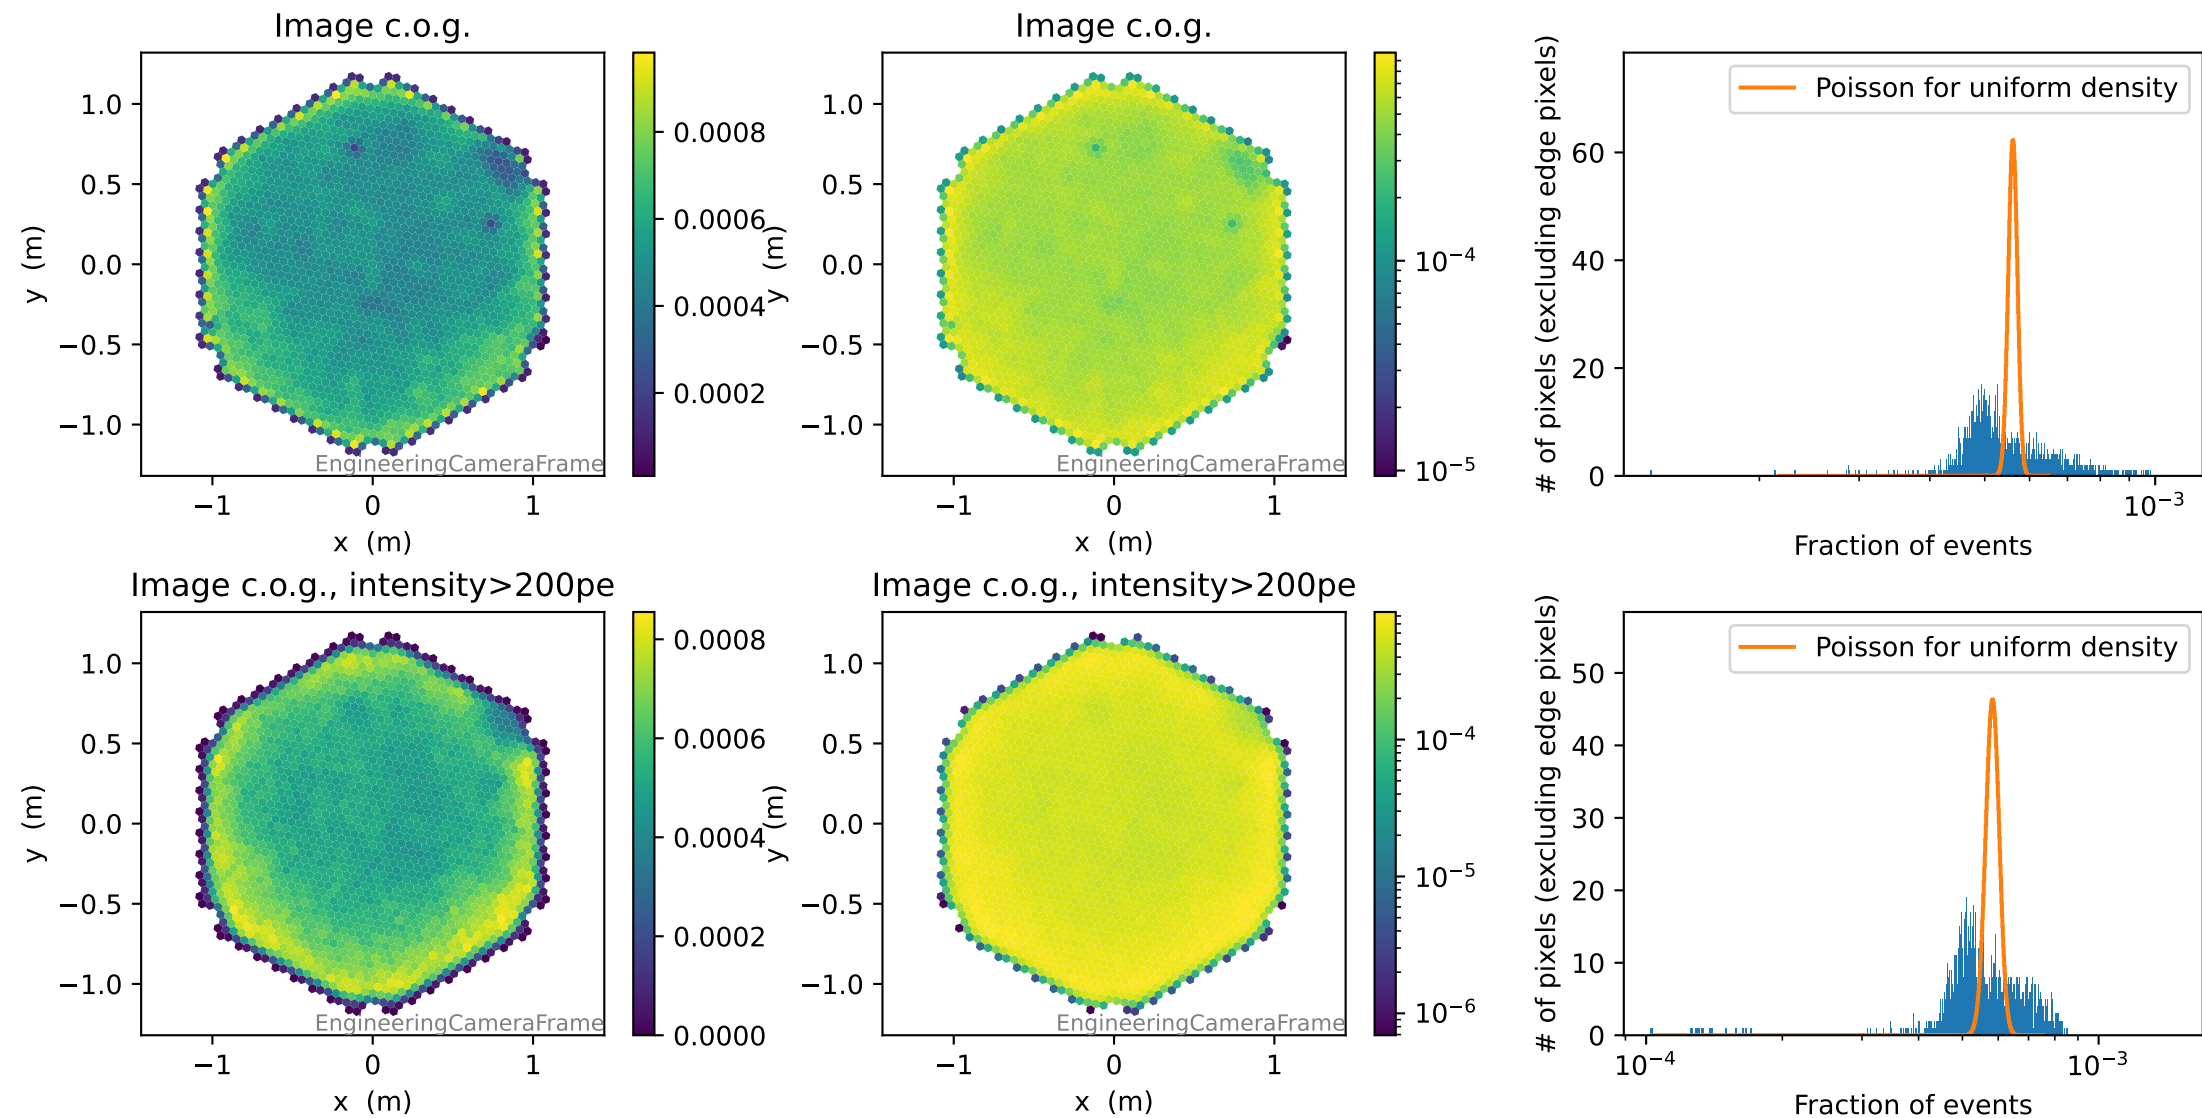 Image c.o.g.
1.0
0.5
0.0
−0.5
−1.0
y (m)
−1
0
1
x (m)
EngineeringCameraFrame
0.0008
0.0006
0.0004
0.0002
Image c.o.g.
1.0
0.5
0.0
−0.5
−1.0
y (m)
−1
0
1
x (m)
EngineeringCameraFrame
10⁻⁴
10⁻⁵
# of pixels (excluding edge pixels)
60
40
20
0
Poisson for uniform density
10⁻³
Fraction of events
Image c.o.g., intensity>200pe
1.0
0.5
0.0
−0.5
−1.0
y (m)
−1
0
1
x (m)
EngineeringCameraFrame
0.0008
0.0006
0.0004
0.0002
0.0000
Image c.o.g., intensity>200pe
1.0
0.5
0.0
−0.5
−1.0
y (m)
−1
0
1
x (m)
EngineeringCameraFrame
10⁻⁴
10⁻⁵
10⁻⁶
# of pixels (excluding edge pixels)
50
40
30
20
10
0
Poisson for uniform density
10⁻⁴
10⁻³
Fraction of events